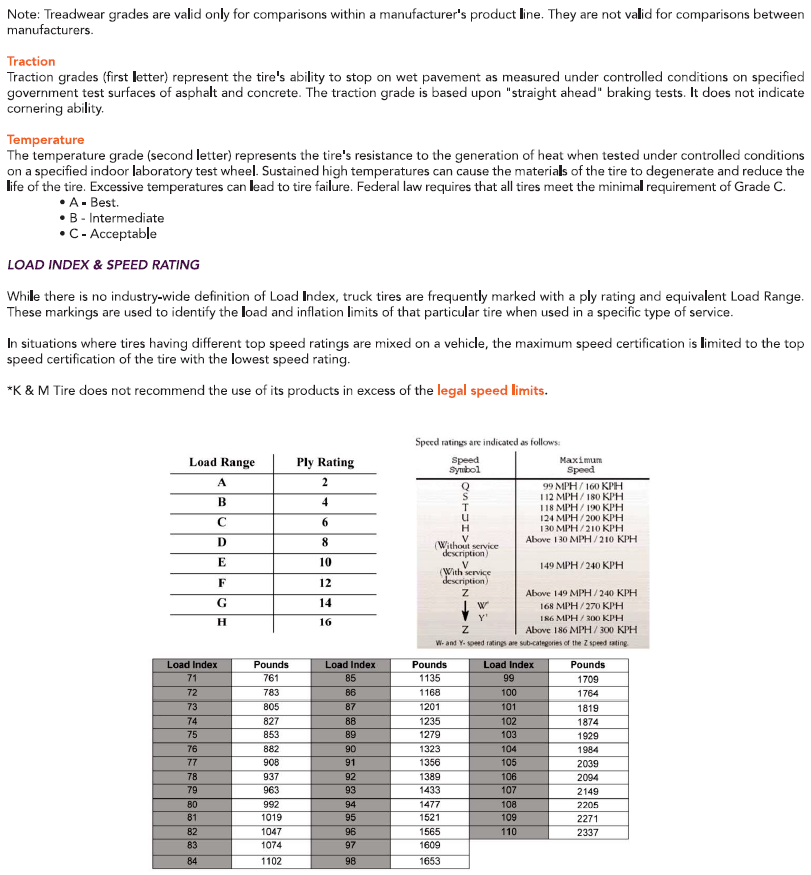 Note: Treadwear grades are valid only for comparisons within a manufacturer's product line. They are not valid for comparisons between
manufacturers.
Traction
Traction grades (first letter) represent the tire's ability to stop on wet pavement as measured under controlled conditions on specified
government test surfaces of asphalt and concrete. The traction grade is based upon "straight ahead" braking tests. It does not indicate
cornering ability.
Temperature
The temperature grade (second letter) represents the tire's resistance to the generation of heat when tested under controlled conditions
on a specified indoor laboratory test wheel. Sustained high temperatures can cause the materials of the tire to degenerate and reduce the
life of the tire. Excessive temperatures can lead to tire failure. Federal law requires that all tires meet the minimal requirement of Grade C.
• A - Best.
• B - Intermediate
• C - Acceptable
LOAD INDEX & SPEED RATING
While there is no industry-wide definition of Load Index, truck tires are frequently marked with a ply rating and equivalent Load Range.
These markings are used to identify the load and inflation limits of that particular tire when used in a specific type of service.
In situations where tires having different top speed ratings are mixed on a vehicle, the maximum speed certification is limited to the top
speed certification of the tire with the lowest speed rating.
*K & M Tire does not recommend the use of its products in excess of the legal speed limits.
Load Range Ply Rating
A 2
B 4
C 6
D 8
E 10
F 12
G 14
H 16
Speed ratings are indicated as follows:
Speed Maximum
Symbol Speed
Q 99 MPH / 160 KPH
S 112 MPH / 180 KPH
T 118 MPH / 190 KPH
U 124 MPH / 200 KPH
H 130 MPH / 210 KPH
V Above 130 MPH / 210 KPH
(Without service
description)
V 149 MPH / 240 KPH
(With service
description)
Z Above 149 MPH / 240 KPH
W' 168 MPH / 270 KPH
Y' 186 MPH / 300 KPH
Z Above 186 MPH / 300 KPH
W- and Y- speed ratings are sub-categories of the Z speed rating.
Load Index Pounds Load Index Pounds Load Index Pounds
71 761 85 1135 99 1709
72 783 86 1168 100 1764
73 805 87 1201 101 1819
74 827 88 1235 102 1874
75 853 89 1279 103 1929
76 882 90 1323 104 1984
77 908 91 1356 105 2039
78 937 92 1389 106 2094
79 963 93 1433 107 2149
80 992 94 1477 108 2205
81 1019 95 1521 109 2271
82 1047 96 1565 110 2337
83 1074 97 1609
84 1102 98 1653